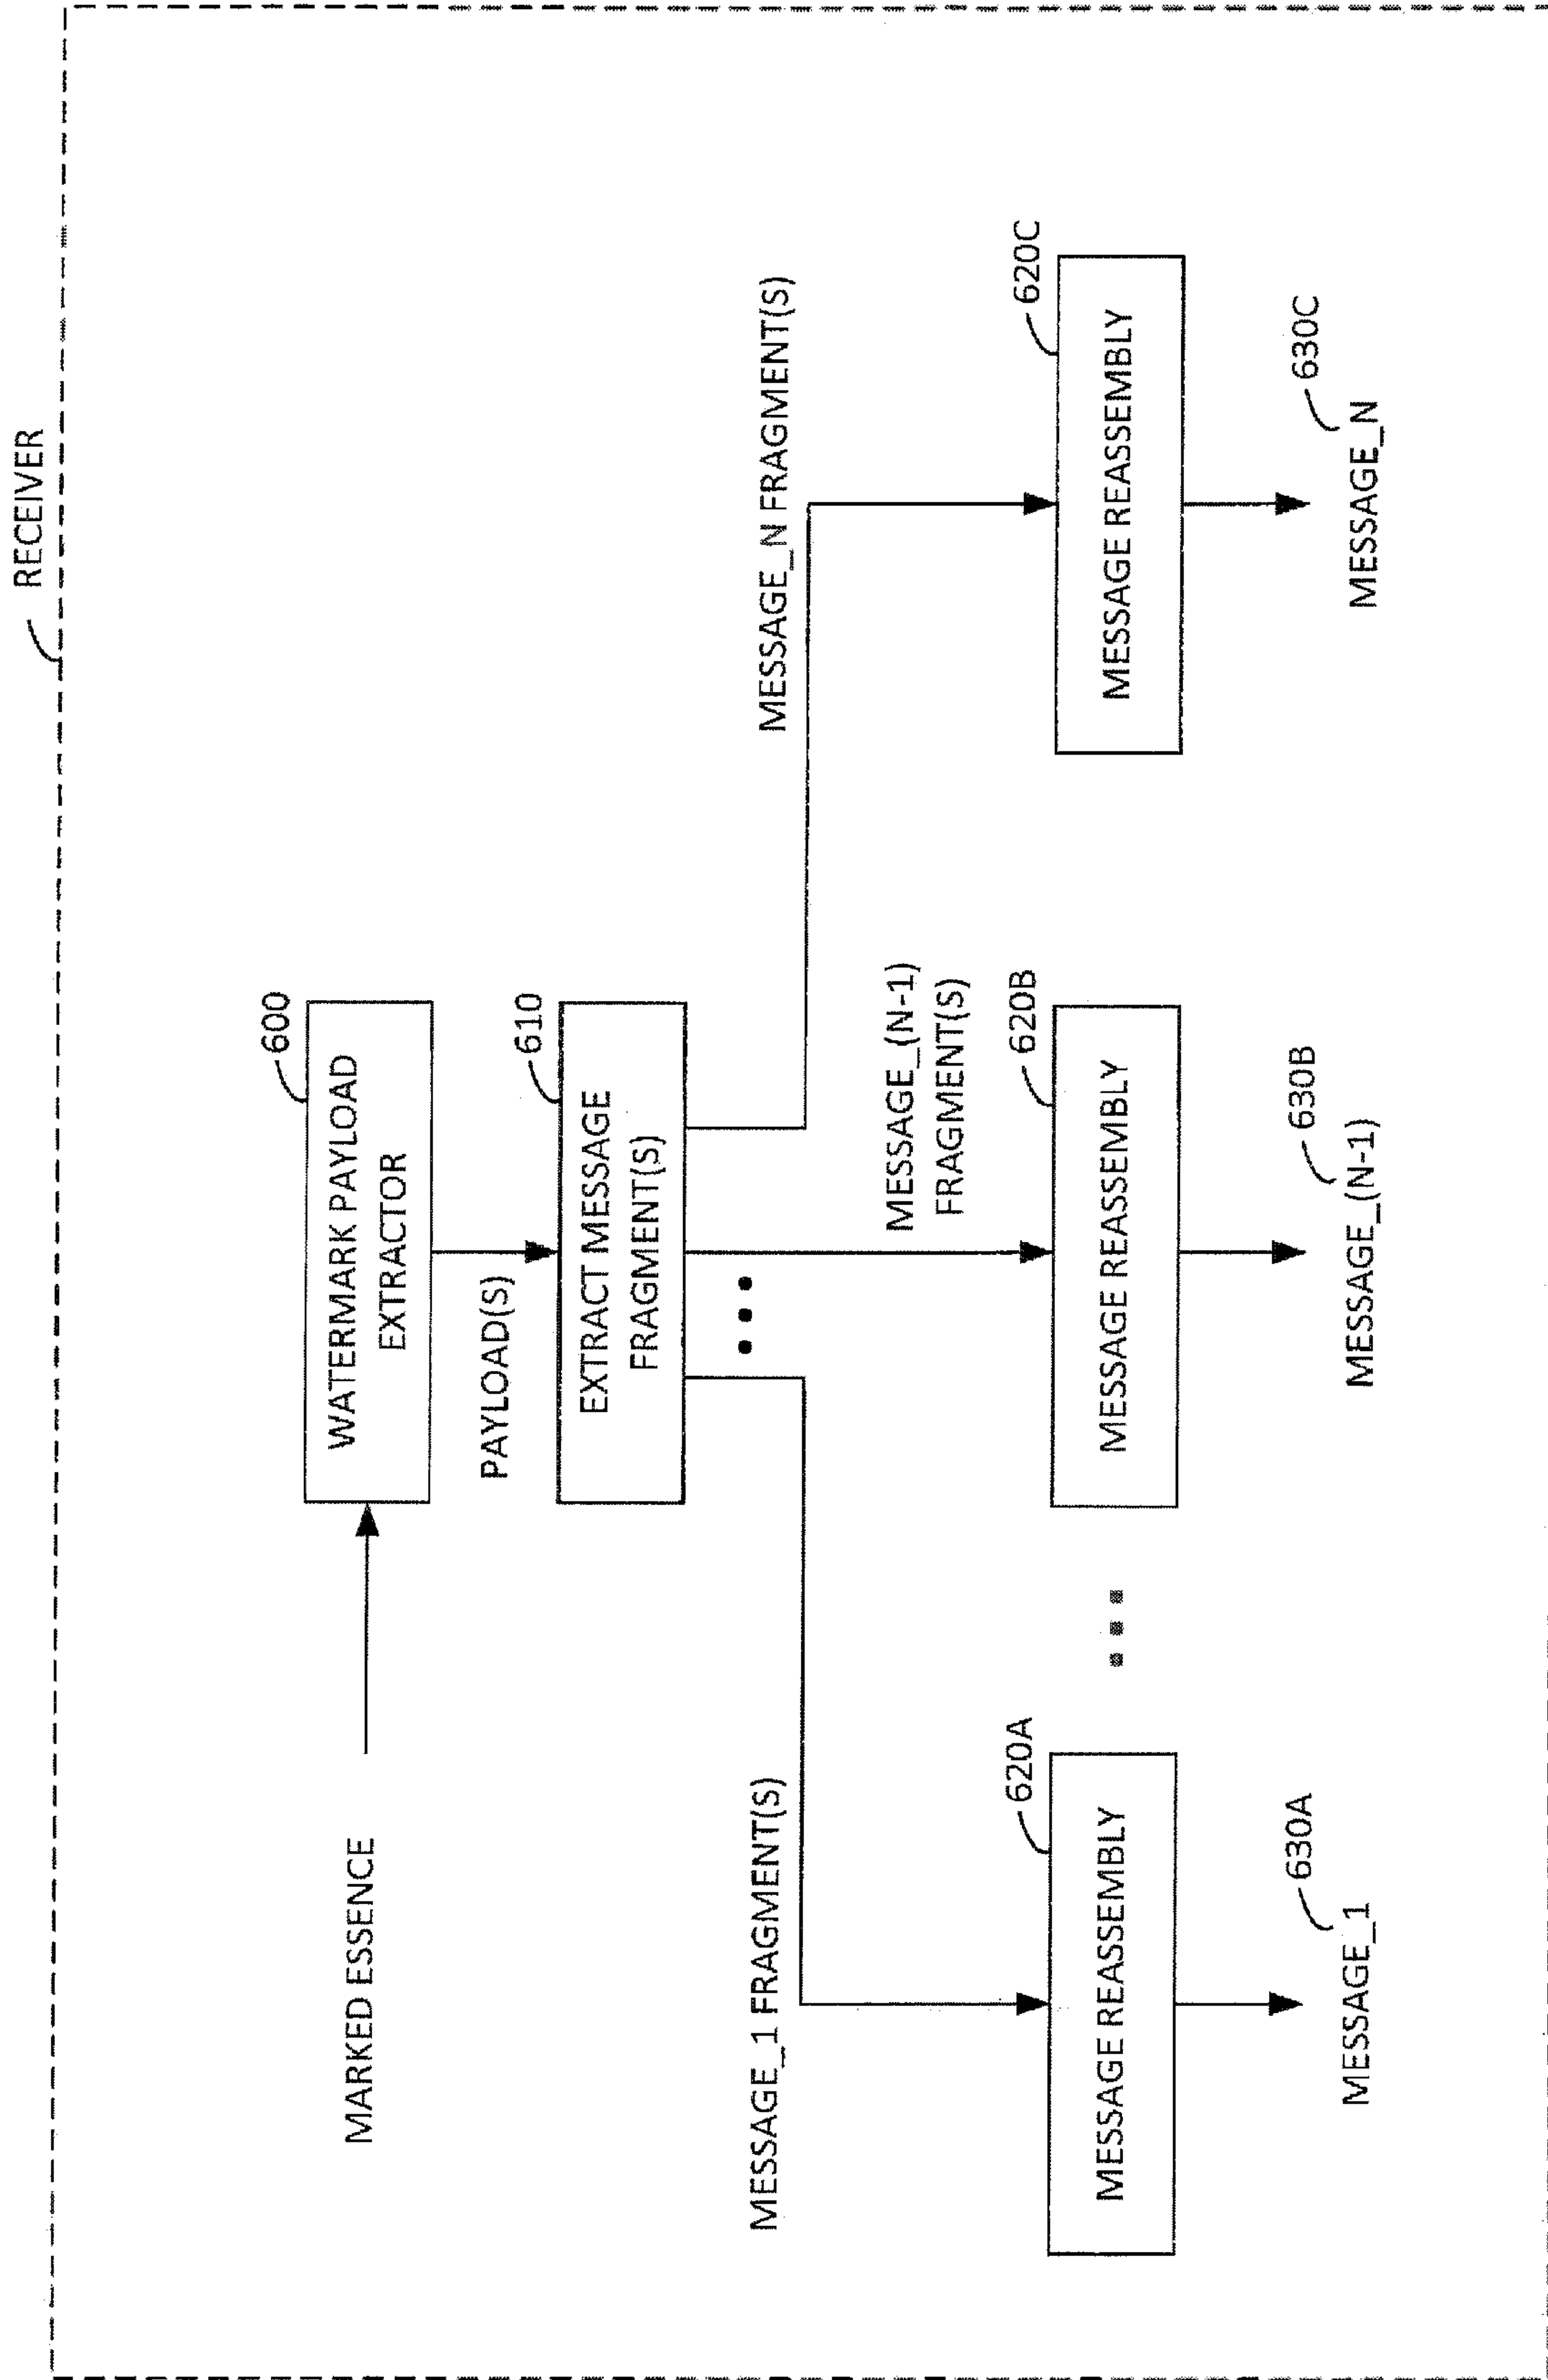 RECEIVER
600
WATERMARK PAYLOAD
EXTRACTOR
MARKED ESSENCE
PAYLOAD(S)
610
EXTRACT MESSAGE
FRAGMENT(S)
MESSAGE_1 FRAGMENT(S)
MESSAGE_(N-1)
FRAGMENT(S)
MESSAGE_N FRAGMENT(S)
620A
MESSAGE REASSEMBLY
620B
MESSAGE REASSEMBLY
620C
MESSAGE REASSEMBLY
630A
MESSAGE_1
630B
MESSAGE_(N-1)
630C
MESSAGE_N